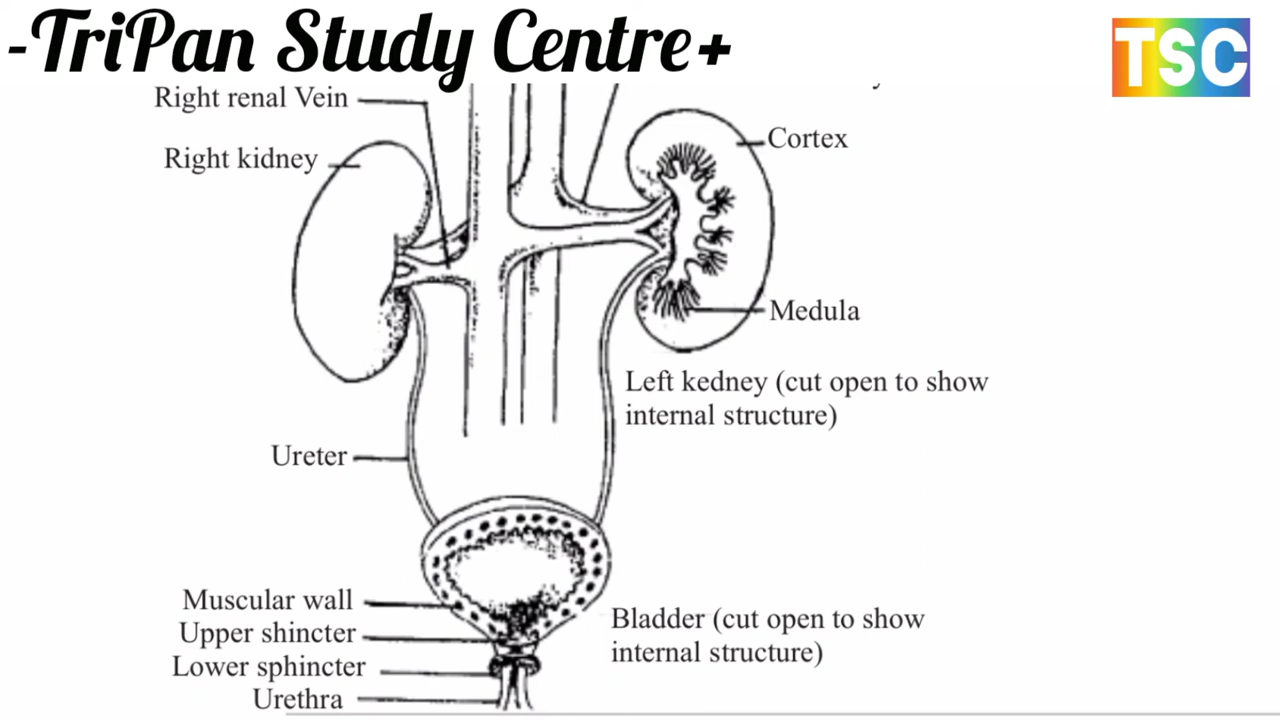 -TriPan Study Centre+
TSC
Right renal Vein
Right kidney
Cortex
Medula
Left kedney (cut open to show
internal structure)
Ureter
Muscular wall
Upper shincter
Lower sphincter
Urethra
Bladder (cut open to show
internal structure)